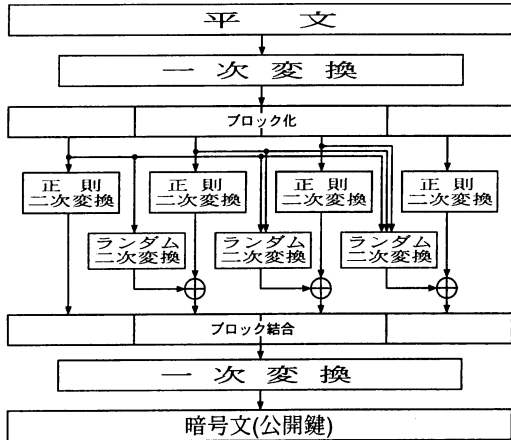 平文
一次変換
ブロック化
正則
二次変換
正則
二次変換
正則
二次変換
正則
二次変換
ランダム
二次変換
ランダム
二次変換
ランダム
二次変換
ブロック結合
一次変換
暗号文(公開鍵)